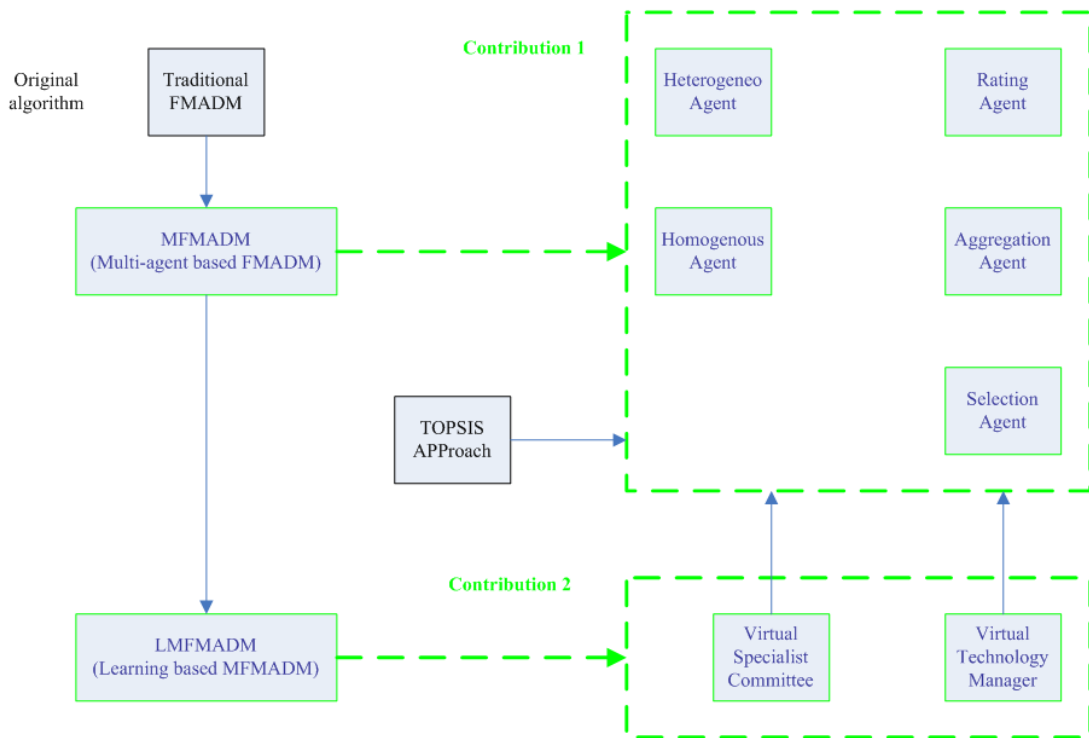 Contribution 1
Original
algorithm
Traditional
FMADM
Heterogeneo
Agent
Rating
Agent
MFMADM
(Multi-agent based FMADM)
Homogenous
Agent
Aggregation
Agent
TOPSIS
APProach
Selection
Agent
Contribution 2
LMFMADM
(Learning based MFMADM)
Virtual
Specialist
Committee
Virtual
Technology
Manager